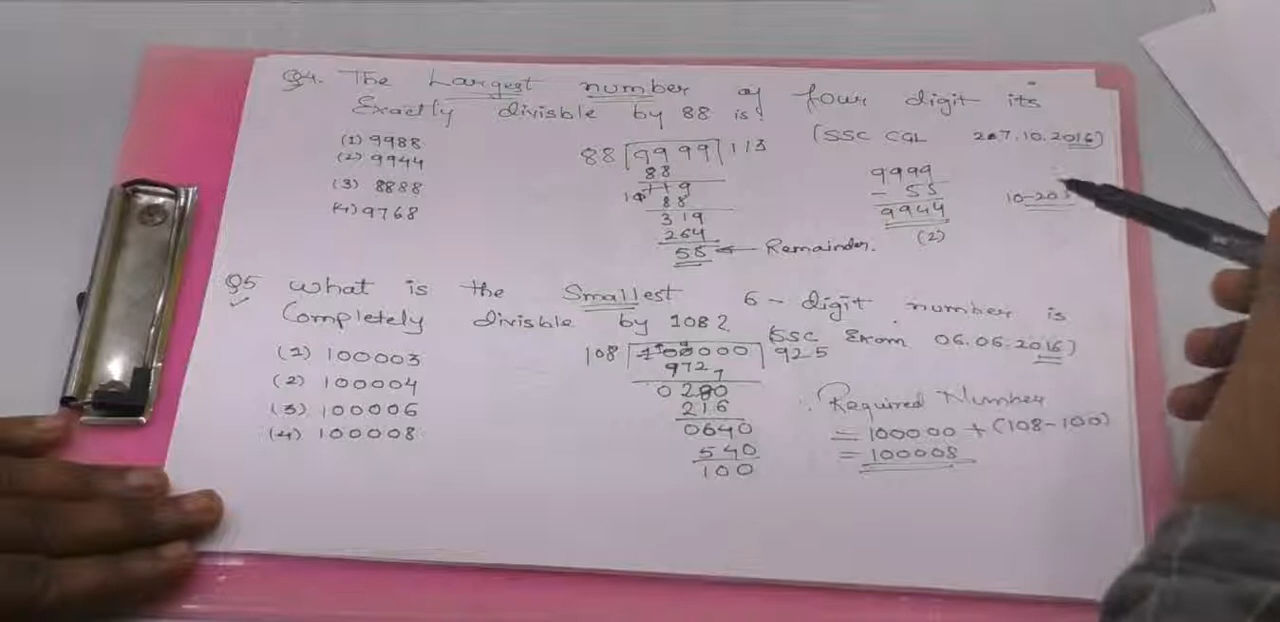 Q4. The Largest number of four digit its
Exactly divisble by 88 is?
(SSC CGL 27.10.2016)
(1) 9988
(2) 9944
(3) 8888
(4) 9768
88 9999 113
88
119
88
319
264
55 ← Remainder.
9999
- 55
9944
(2)
Q5 What is the Smallest 6 - digit number is
Completely divisble by 108?
(SSC Exam 06.06.2016)
(1) 100003
(2) 100004
(3) 100006
(4) 100008
108 100000 925
972
0280
216
0640
540
100
∴ Required Number
= 100000 + (108-100)
= 100008